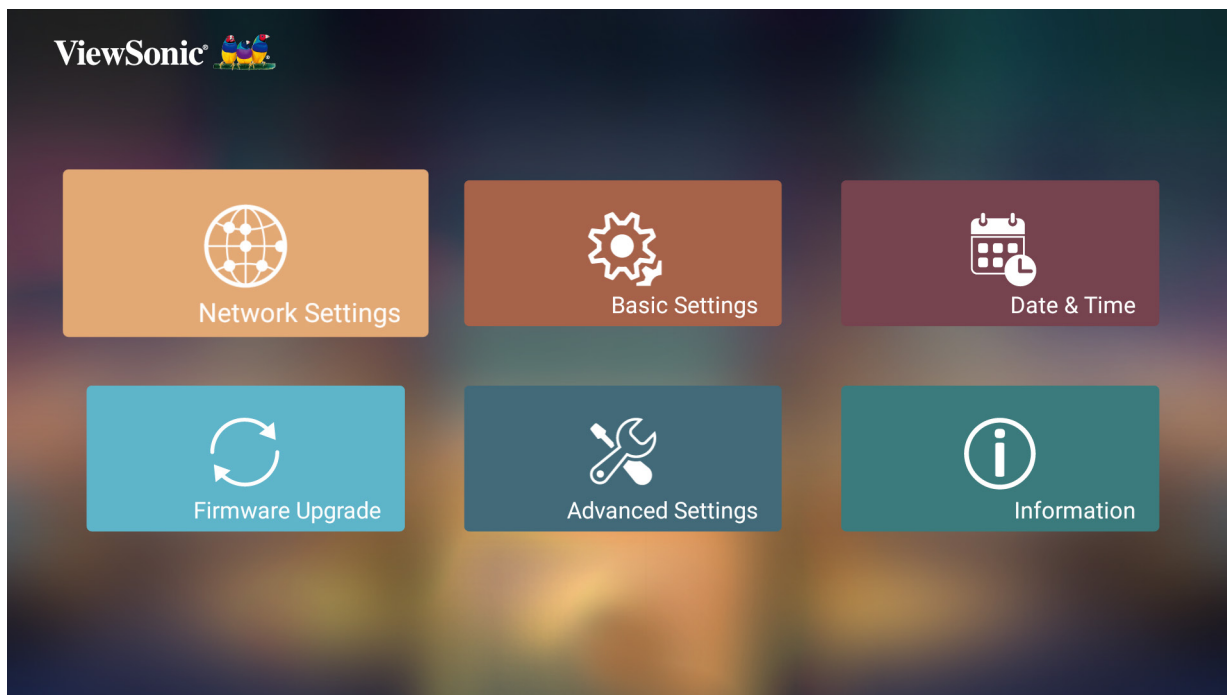 ViewSonic®
Network Settings
Basic Settings
Date & Time
Firmware Upgrade
Advanced Settings
Information